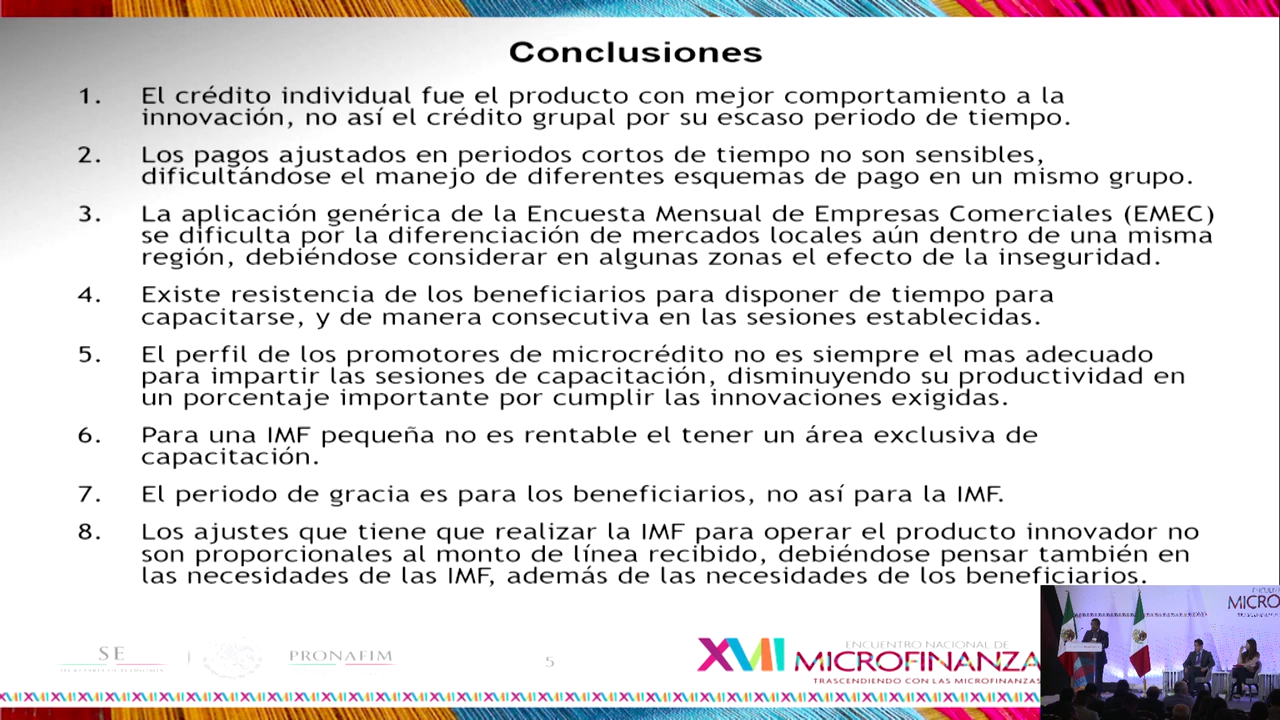 Conclusiones
1. El crédito individual fue el producto con mejor comportamiento a la
innovación, no así el crédito grupal por su escaso periodo de tiempo.
2. Los pagos ajustados en periodos cortos de tiempo no son sensibles,
dificultándose el manejo de diferentes esquemas de pago en un mismo grupo.
3. La aplicación genérica de la Encuesta Mensual de Empresas Comerciales (EMEC)
se dificulta por la diferenciación de mercados locales aún dentro de una misma
región, debiéndose considerar en algunas zonas el efecto de la inseguridad.
4. Existe resistencia de los beneficiarios para disponer de tiempo para
capacitarse, y de manera consecutiva en las sesiones establecidas.
5. El perfil de los promotores de microcrédito no es siempre el mas adecuado
para impartir las sesiones de capacitación, disminuyendo su productividad en
un porcentaje importante por cumplir las innovaciones exigidas.
6. Para una IMF pequeña no es rentable el tener un área exclusiva de
capacitación.
7. El periodo de gracia es para los beneficiarios, no así para la IMF.
8. Los ajustes que tiene que realizar la IMF para operar el producto innovador no
son proporcionales al monto de línea recibido, debiéndose pensar también en
las necesidades de las IMF, además de las necesidades de los beneficiarios.
SE
PRONAFIM
5
XVII
ENCUENTRO NACIONAL DE
MICROFINANZA
TRASCENDIENDO CON LAS MICROFINANZAS
MICRO